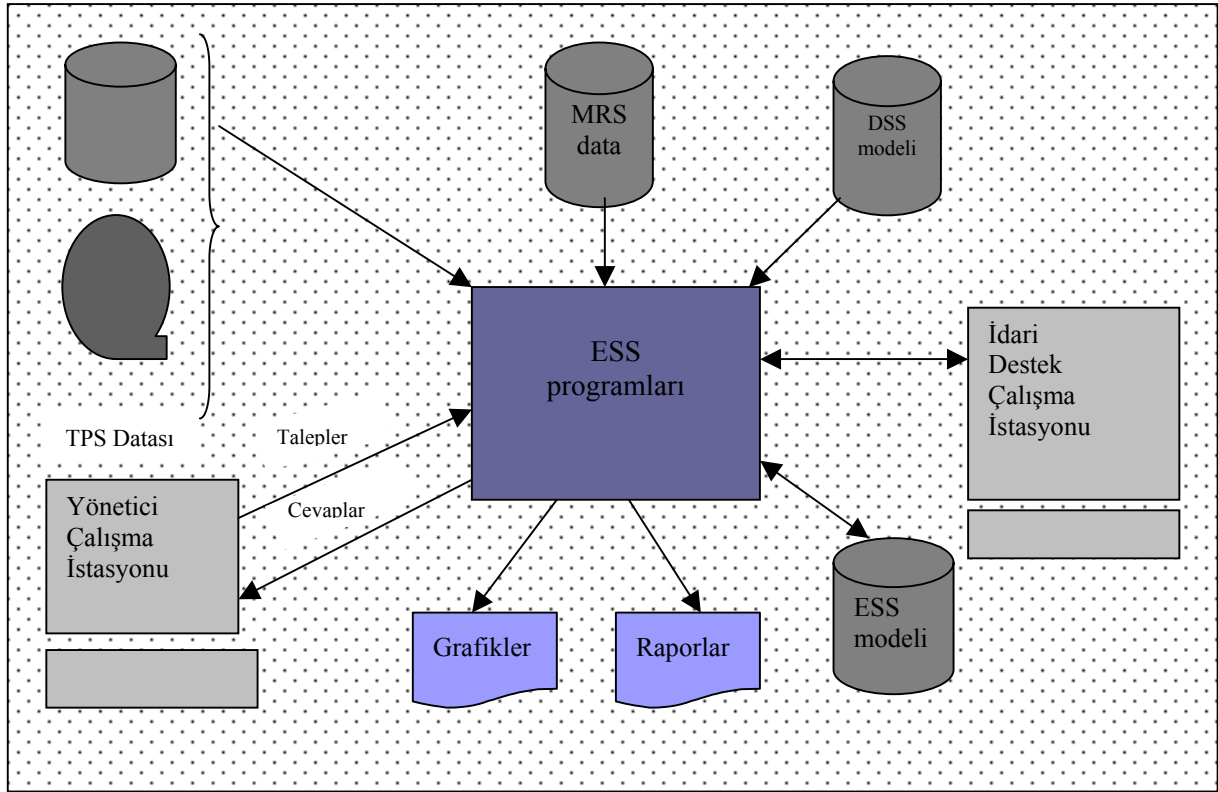 MRS
data
DSS
modeli
ESS
programları
İdari
Destek
Çalışma
İstasyonu
TPS Datası
Talepler
Yönetici
Çalışma
İstasyonu
Cevaplar
ESS
modeli
Grafikler
Raporlar